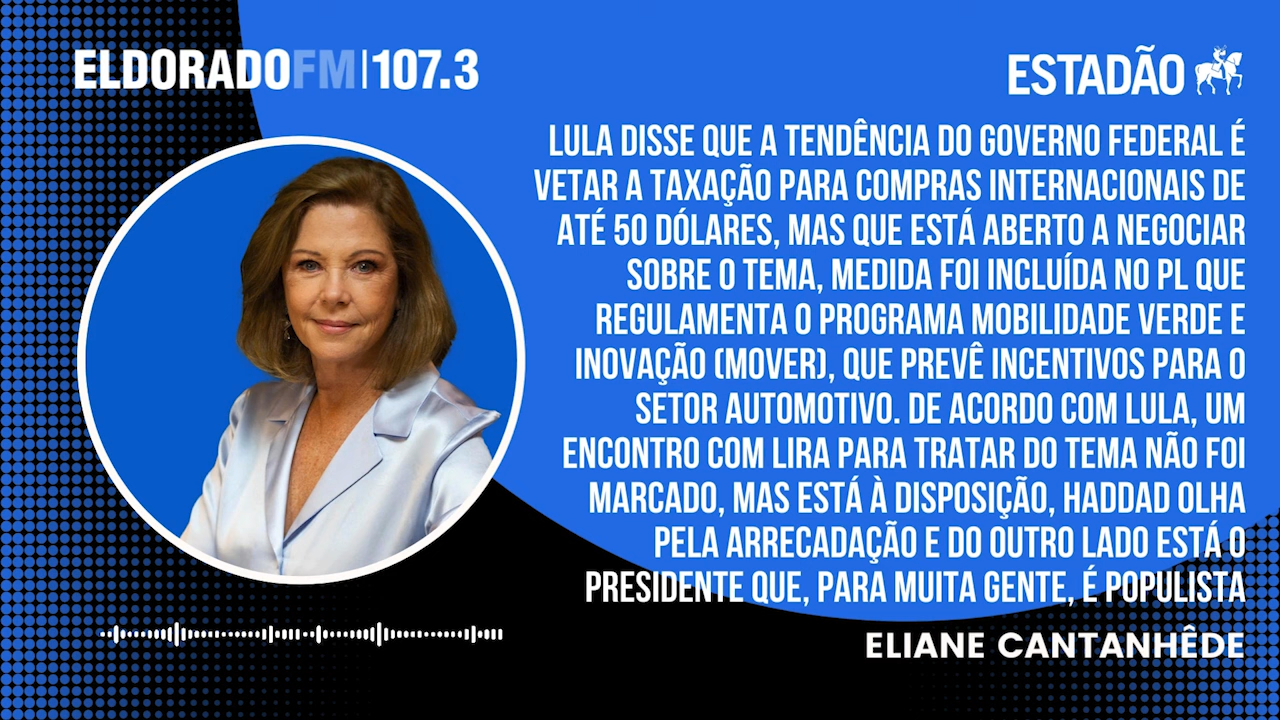 ELDORADOFM|107.3
ESTADÃO
LULA DISSE QUE A TENDÊNCIA DO GOVERNO FEDERAL É
VETAR A TAXAÇÃO PARA COMPRAS INTERNACIONAIS DE
ATÉ 50 DÓLARES, MAS QUE ESTÁ ABERTO A NEGOCIAR
SOBRE O TEMA, MEDIDA FOI INCLUÍDA NO PL QUE
REGULAMENTA O PROGRAMA MOBILIDADE VERDE E
INOVAÇÃO (MOVER), QUE PREVÊ INCENTIVOS PARA O
SETOR AUTOMOTIVO. DE ACORDO COM LULA, UM
ENCONTRO COM LIRA PARA TRATAR DO TEMA NÃO FOI
MARCADO, MAS ESTÁ À DISPOSIÇÃO, HADDAD OLHA
PELA ARRECADAÇÃO E DO OUTRO LADO ESTÁ O
PRESIDENTE QUE, PARA MUITA GENTE, É POPULISTA
ELIANE CANTANHÊDE